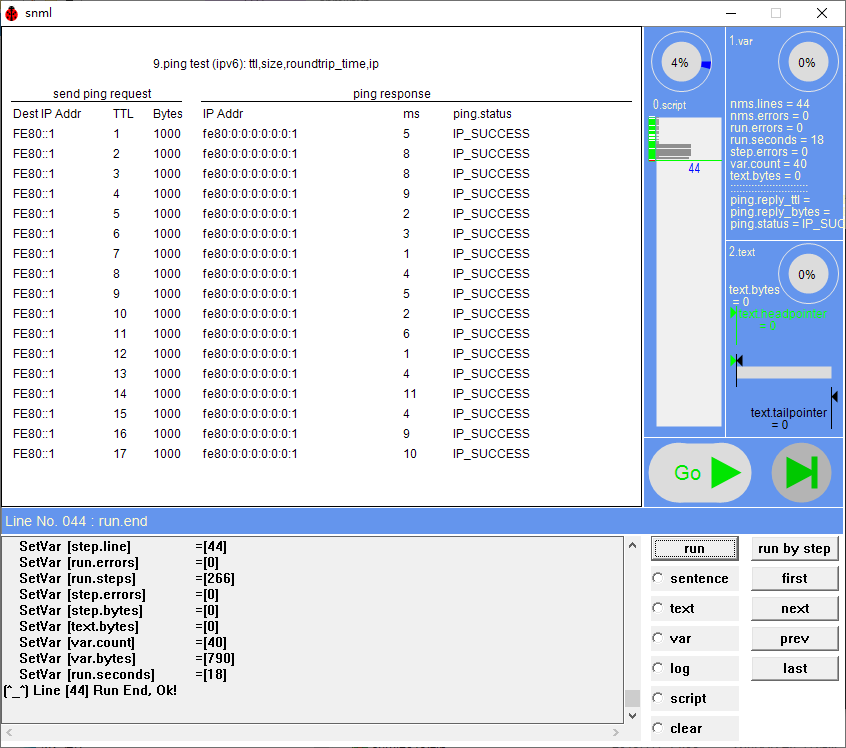 snml
9.ping test (ipv6): ttl,size,roundtrip_time,ip
send ping request ping response
Dest IP Addr TTL Bytes IP Addr ms ping.status
FE80::1 1 1000 fe80:0:0:0:0:0:0:1 5 IP_SUCCESS
FE80::1 2 1000 fe80:0:0:0:0:0:0:1 8 IP_SUCCESS
FE80::1 3 1000 fe80:0:0:0:0:0:0:1 8 IP_SUCCESS
FE80::1 4 1000 fe80:0:0:0:0:0:0:1 9 IP_SUCCESS
FE80::1 5 1000 fe80:0:0:0:0:0:0:1 2 IP_SUCCESS
FE80::1 6 1000 fe80:0:0:0:0:0:0:1 3 IP_SUCCESS
FE80::1 7 1000 fe80:0:0:0:0:0:0:1 1 IP_SUCCESS
FE80::1 8 1000 fe80:0:0:0:0:0:0:1 4 IP_SUCCESS
FE80::1 9 1000 fe80:0:0:0:0:0:0:1 5 IP_SUCCESS
FE80::1 10 1000 fe80:0:0:0:0:0:0:1 2 IP_SUCCESS
FE80::1 11 1000 fe80:0:0:0:0:0:0:1 6 IP_SUCCESS
FE80::1 12 1000 fe80:0:0:0:0:0:0:1 1 IP_SUCCESS
FE80::1 13 1000 fe80:0:0:0:0:0:0:1 4 IP_SUCCESS
FE80::1 14 1000 fe80:0:0:0:0:0:0:1 11 IP_SUCCESS
FE80::1 15 1000 fe80:0:0:0:0:0:0:1 4 IP_SUCCESS
FE80::1 16 1000 fe80:0:0:0:0:0:0:1 9 IP_SUCCESS
FE80::1 17 1000 fe80:0:0:0:0:0:0:1 10 IP_SUCCESS
4%
0.script
44
1.var
0%
nms.lines = 44
nms.errors = 0
run.errors = 0
run.seconds = 18
step.errors = 0
var.count = 40
text.bytes = 0
ping.reply_ttl =
ping.reply_bytes =
ping.status = IP_SUC
2.text
0%
text.bytes
= 0
text.headpointer
= 0
text.tailpointer
= 0
Go
Line No. 044 : run.end
SetVar [step.line] =[44]
SetVar [run.errors] =[0]
SetVar [run.steps] =[266]
SetVar [step.errors] =[0]
SetVar [step.bytes] =[0]
SetVar [text.bytes] =[0]
SetVar [var.count] =[40]
SetVar [var.bytes] =[790]
SetVar [run.seconds] =[18]
(^_^) Line [44] Run End, Ok!
run run by step
sentence first
text next
var prev
log last
script
clear